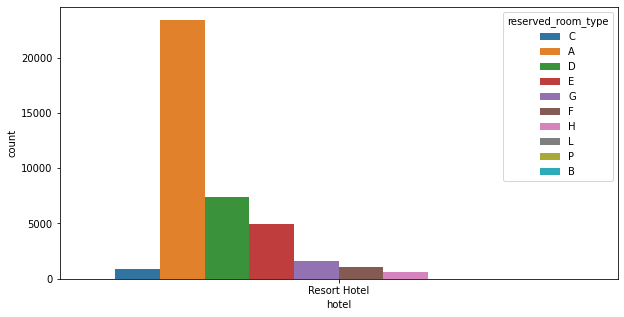 reserved_room_type
C
A
D
E
G
F
H
L
P
B
count
20000
15000
10000
5000
0
Resort Hotel
hotel